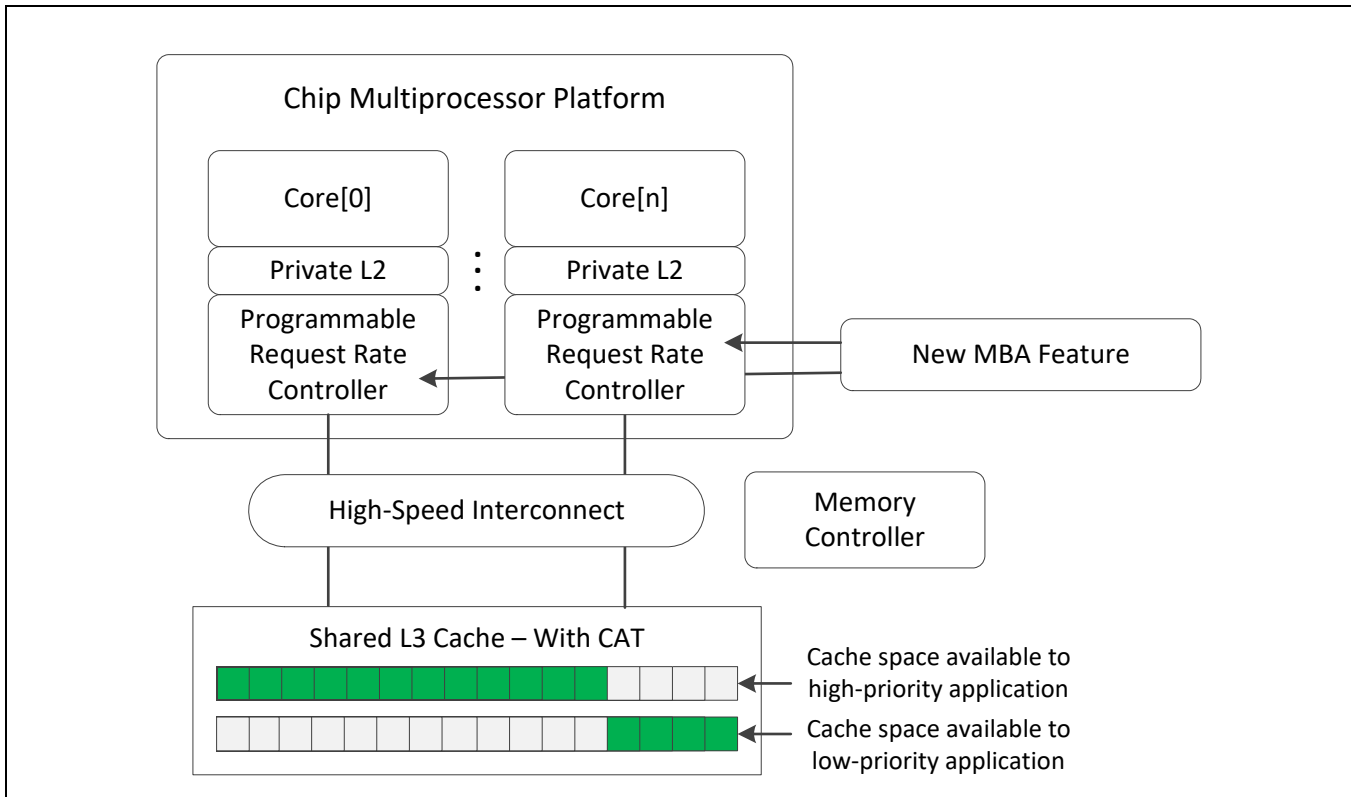 Chip Multiprocessor Platform
Core[0]
Core[n]
Private L2
Private L2
Programmable
Request Rate
Controller
Programmable
Request Rate
Controller
New MBA Feature
High-Speed Interconnect
Memory
Controller
Shared L3 Cache – With CAT
Cache space available to
high-priority application
Cache space available to
low-priority application